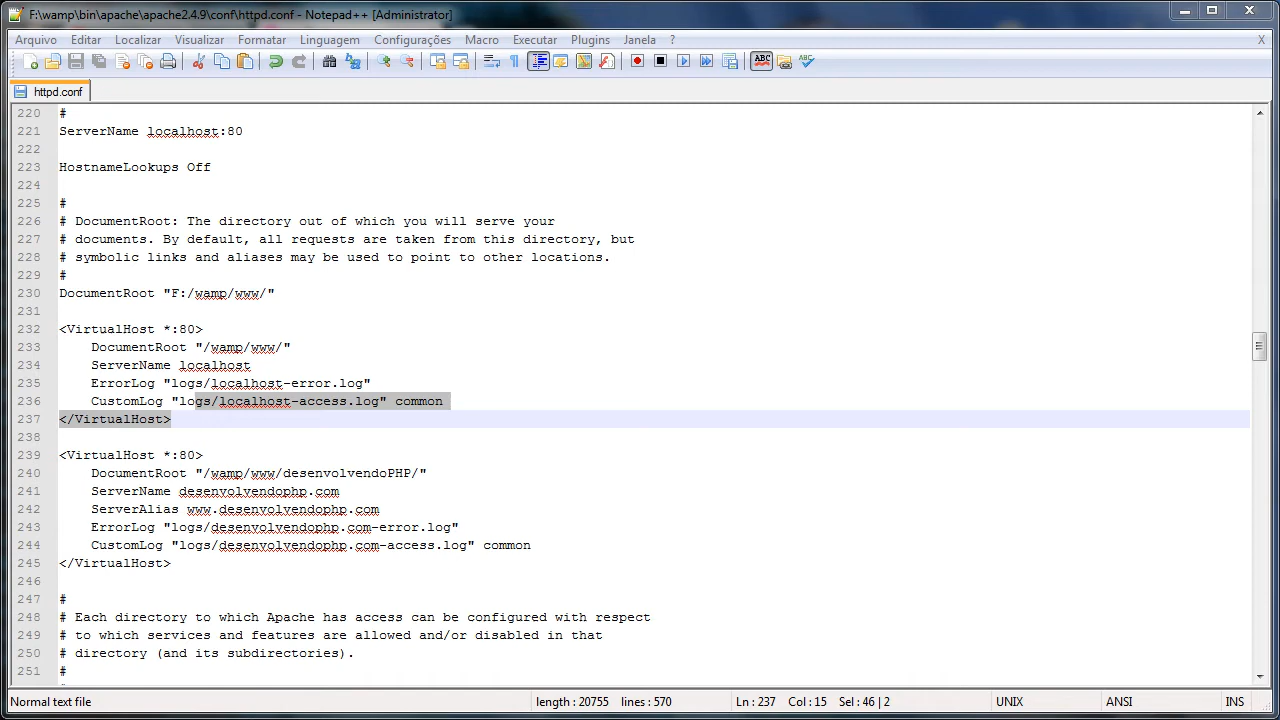 F:\wamp\bin\apache\apache2.4.9\conf\httpd.conf - Notepad++ [Administrator]
Arquivo Editar Localizar Visualizar Formatar Linguagem Configurações Macro Executar Plugins Janela ? X
ABC ABC
httpd.conf
220 #
221 ServerName localhost:80
222
223 HostnameLookups Off
224
225 #
226 # DocumentRoot: The directory out of which you will serve your
227 # documents. By default, all requests are taken from this directory, but
228 # symbolic links and aliases may be used to point to other locations.
229 #
230 DocumentRoot "F:/wamp/www/"
231
232 <VirtualHost *:80>
233 DocumentRoot "/wamp/www/"
234 ServerName localhost
235 ErrorLog "logs/localhost-error.log"
236 CustomLog "logs/localhost-access.log" common
237 </VirtualHost>
238
239 <VirtualHost *:80>
240 DocumentRoot "/wamp/www/desenvolvendoPHP/"
241 ServerName desenvolvendophp.com
242 ServerAlias www.desenvolvendophp.com
243 ErrorLog "logs/desenvolvendophp.com-error.log"
244 CustomLog "logs/desenvolvendophp.com-access.log" common
245 </VirtualHost>
246
247 #
248 # Each directory to which Apache has access can be configured with respect
249 # to which services and features are allowed and/or disabled in that
250 # directory (and its subdirectories).
251 #
Normal text file length : 20755 lines : 570 Ln : 237 Col : 15 Sel : 46 | 2 UNIX ANSI INS